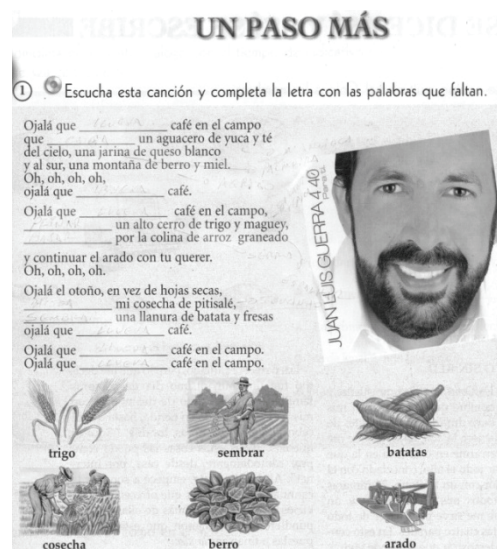 UN PASO MÁS
1 Escucha esta canción y completa la letra con las palabras que faltan.
Ojalá que __________ café en el campo
que __________ un aguacero de yuca y té
del cielo, una jarina de queso blanco
y al sur, una montaña de berro y miel.
Oh, oh, oh, oh,
ojalá que __________ café.
Ojalá que __________ café en el campo,
__________ un alto cerro de trigo y maguey,
__________ por la colina de arroz graneado
y continuar el arado con tu querer.
Oh, oh, oh, oh.
Ojalá el otoño, en vez de hojas secas,
__________ mi cosecha de pitisalé,
__________ una llanura de batata y fresas
ojalá que __________ café.
Ojalá que __________ café en el campo.
Ojalá que __________ café en el campo.
JUAN LUIS GUERRA 4.40
trigo
sembrar
batatas
cosecha
berro
arado